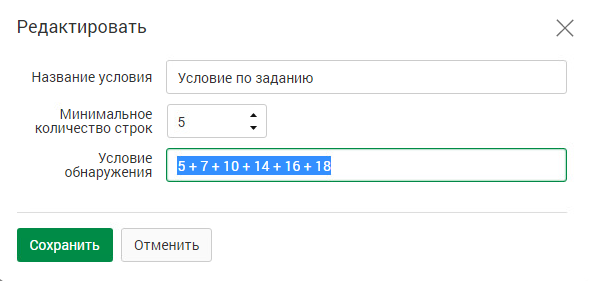 Редактировать
Название условия
Условие по заданию
Минимальное
количество строк
5
Условие
обнаружения
5 + 7 + 10 + 14 + 16 + 18
Сохранить
Отменить